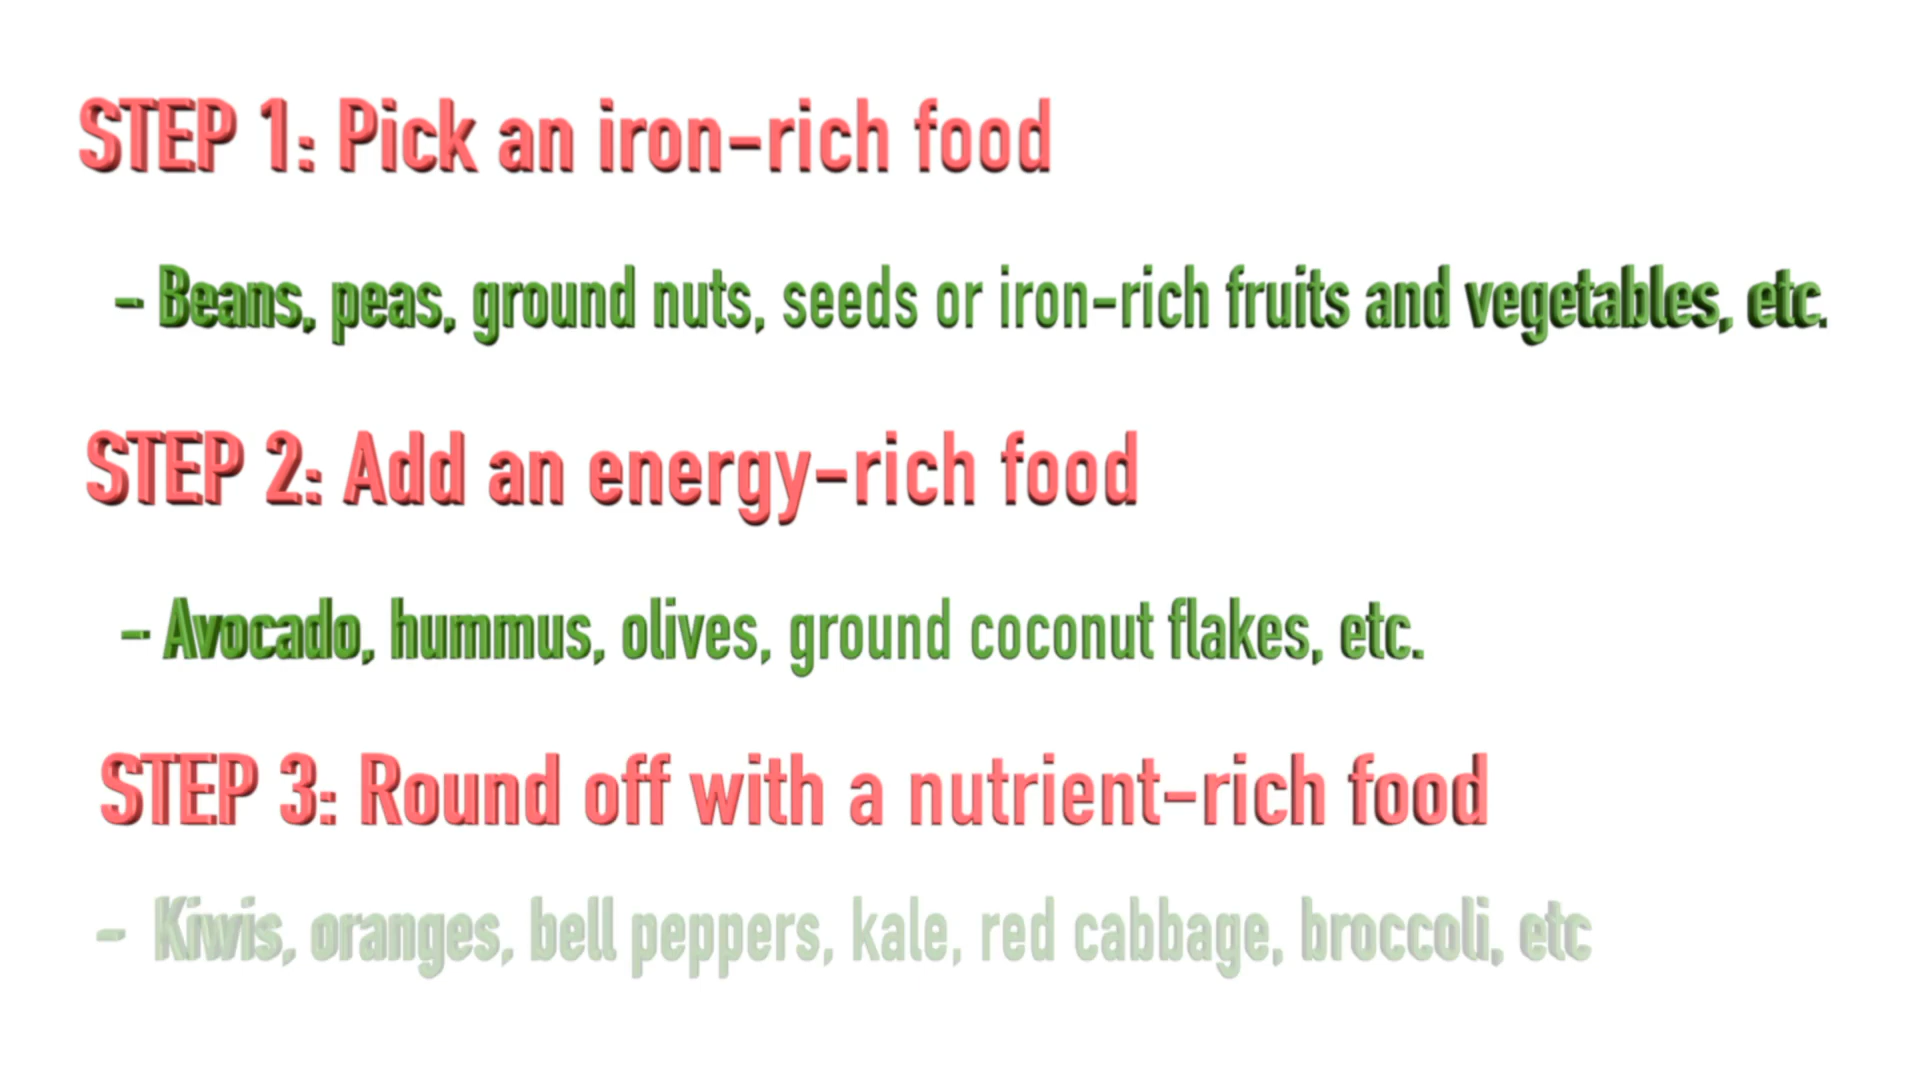 STEP 1: Pick an iron-rich food
- Beans, peas, ground nuts, seeds or iron-rich fruits and vegetables, etc.
STEP 2: Add an energy-rich food
- Avocado, hummus, olives, ground coconut flakes, etc.
STEP 3: Round off with a nutrient-rich food
- Kiwis, oranges, bell peppers, kale, red cabbage, broccoli, etc